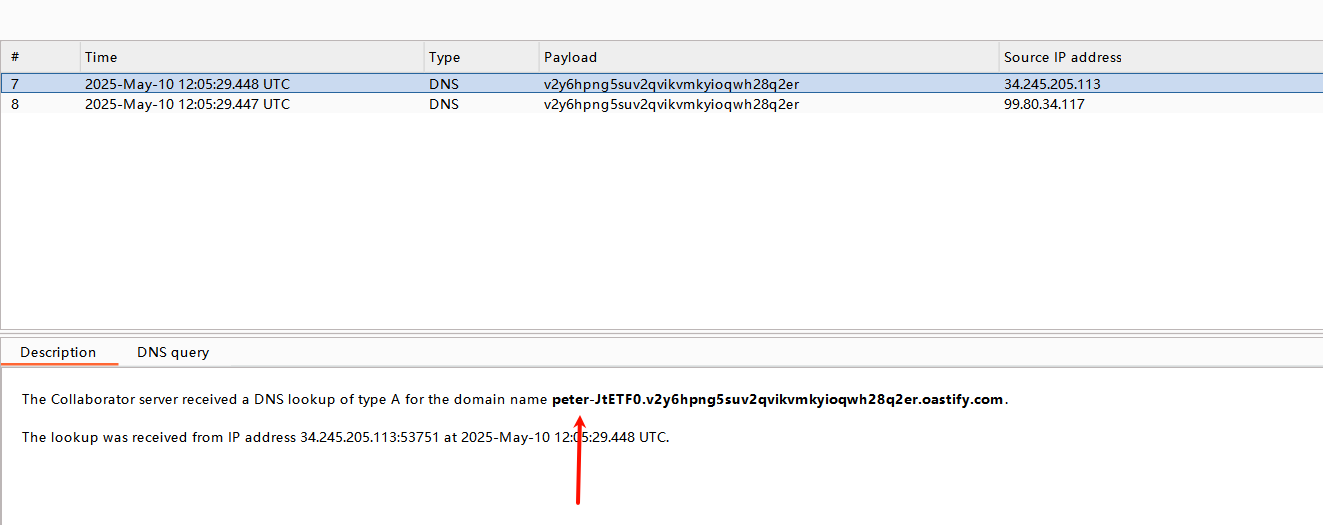 # Time Type Payload Source IP address
7 2025-May-10 12:05:29.448 UTC DNS v2y6hpng5suv2qvikvmkyioqwh28q2er 34.245.205.113
8 2025-May-10 12:05:29.447 UTC DNS v2y6hpng5suv2qvikvmkyioqwh28q2er 99.80.34.117
Description DNS query
The Collaborator server received a DNS lookup of type A for the domain name peter-JtETF0.v2y6hpng5suv2qvikvmkyioqwh28q2er.oastify.com.
The lookup was received from IP address 34.245.205.113:53751 at 2025-May-10 12:05:29.448 UTC.